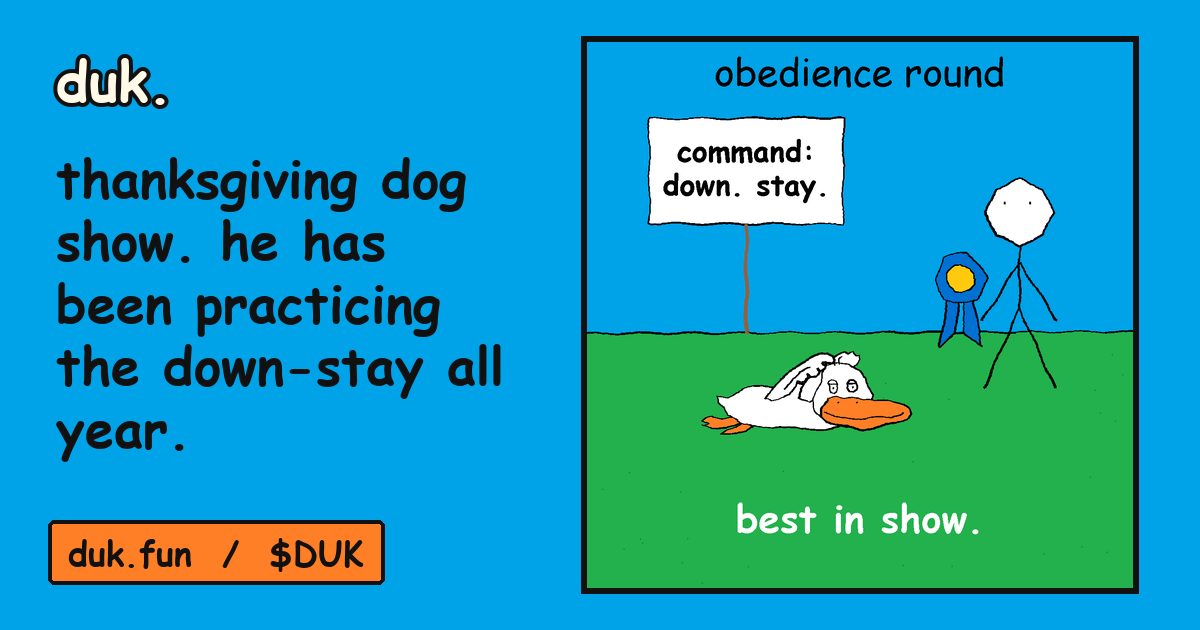 duk.
thanksgiving dog
show. he has
been practicing
the down-stay all
year.
duk.fun / $DUK
obedience round
command:
down. stay.
best in show.